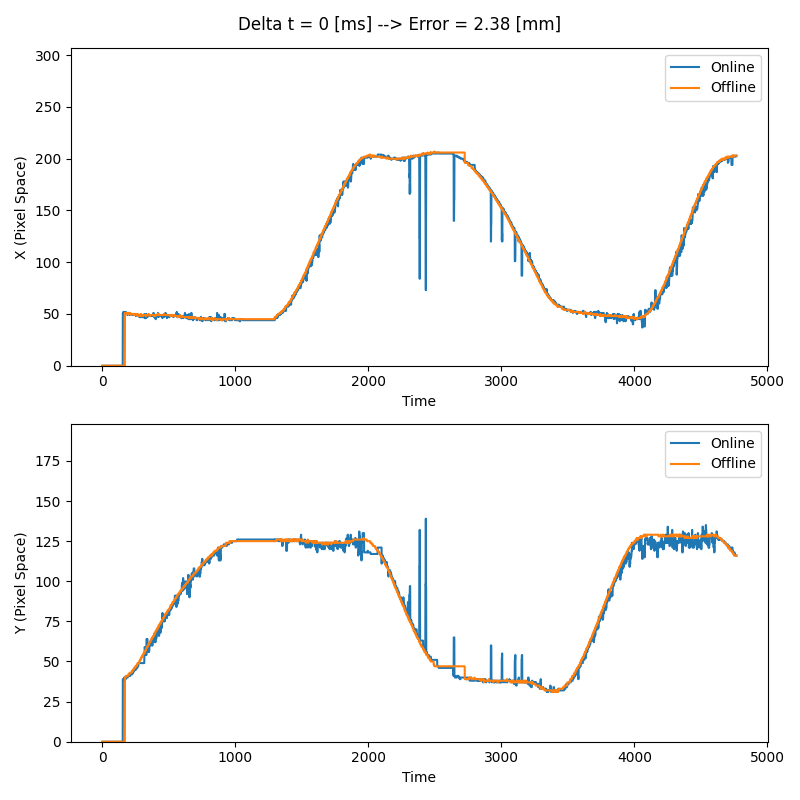 Delta t = 0 [ms] --> Error = 2.38 [mm]
300
250
200
150
100
50
0
X (Pixel Space)
Online
Offline
0 1000 2000 3000 4000 5000
Time
175
150
125
100
75
50
25
0
Y (Pixel Space)
Online
Offline
0 1000 2000 3000 4000 5000
Time